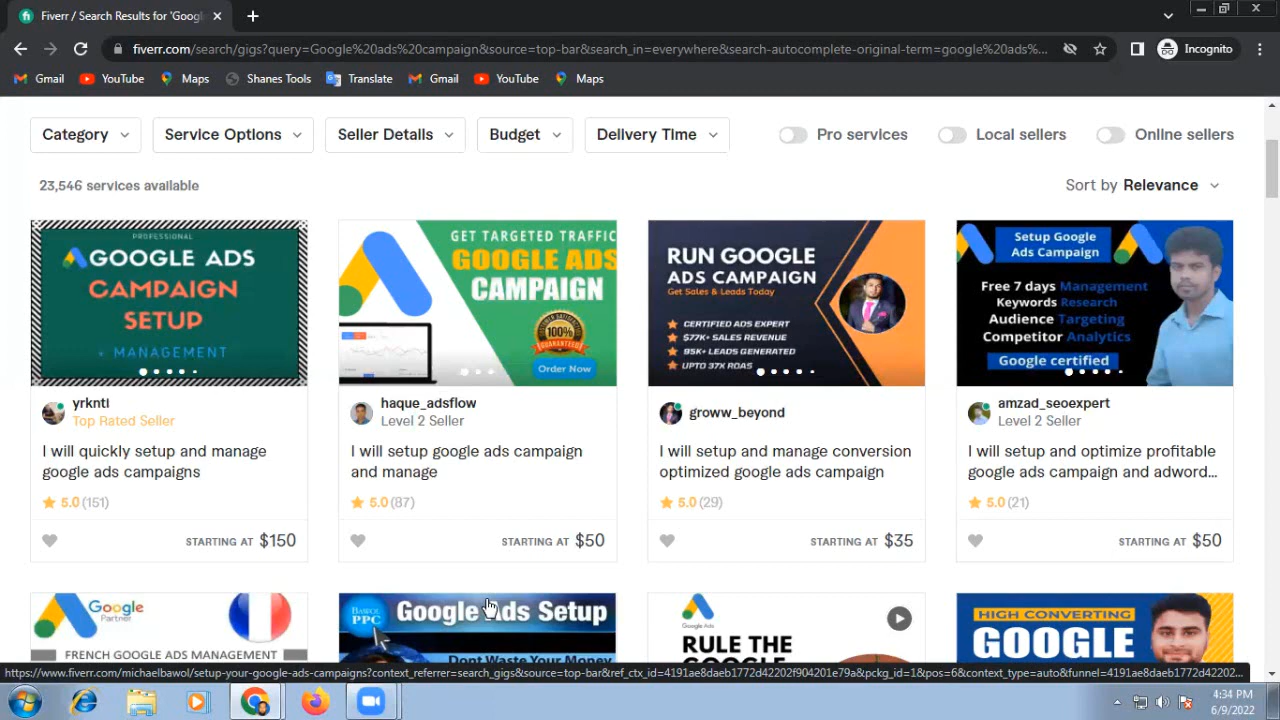 Fiverr / Search Results for 'Goog
fiverr.com/search/gigs?query=Google%20ads%20campaign&source=top-bar&search_in=everywhere&search-autocomplete-original-term=google%20ads%...
Incognito
Gmail
YouTube
Maps
Shanes Tools
Translate
Gmail
YouTube
Maps
Category
Service Options
Seller Details
Budget
Delivery Time
Pro services
Local sellers
Online sellers
23,546 services available
Sort by Relevance
PROFESSIONAL
GOOGLE ADS
CAMPAIGN
SETUP
+ MANAGEMENT
yrknti
Top Rated Seller
I will quickly setup and manage
google ads campaigns
5.0 (151)
STARTING AT $150
GET TARGETED TRAFFIC
GOOGLE ADS
CAMPAIGN
100%
Order Now
haque_adsflow
Level 2 Seller
I will setup google ads campaign
and manage
5.0 (87)
STARTING AT $50
RUN GOOGLE
ADS CAMPAIGN
Get Sales & Leads Today
CERTIFIED ADS EXPERT
$77K+ SALES REVENUE
95K+ LEADS GENERATED
UPTO 37X ROAS
groww_beyond
I will setup and manage conversion
optimized google ads campaign
5.0 (29)
STARTING AT $35
Setup Google
Ads Campaign
Free 7 days Management
Keywords Research
Audience Targeting
Competitor Analytics
Google certified
amzad_seoexpert
Level 2 Seller
I will setup and optimize profitable
google ads campaign and adword...
5.0 (21)
STARTING AT $50
Google
Partner
FRENCH GOOGLE ADS MANAGEMENT
BAWOL
PPC
Google Ads Setup
Dont Waste Your Money
Google Ads
RULE THE
GOOGLE
HIGH CONVERTING
GOOGLE
https://www.fiverr.com/michaelbawol/setup-your-google-ads-campaigns?context_referrer=search_gigs&source=top-bar&ref_ctx_id=4191ae8daeb1772d42202f904201e79a&pckg_id=1&pos=6&context_type=auto&funnel=4191ae8daeb1772d42...
4:34 PM
6/9/2022